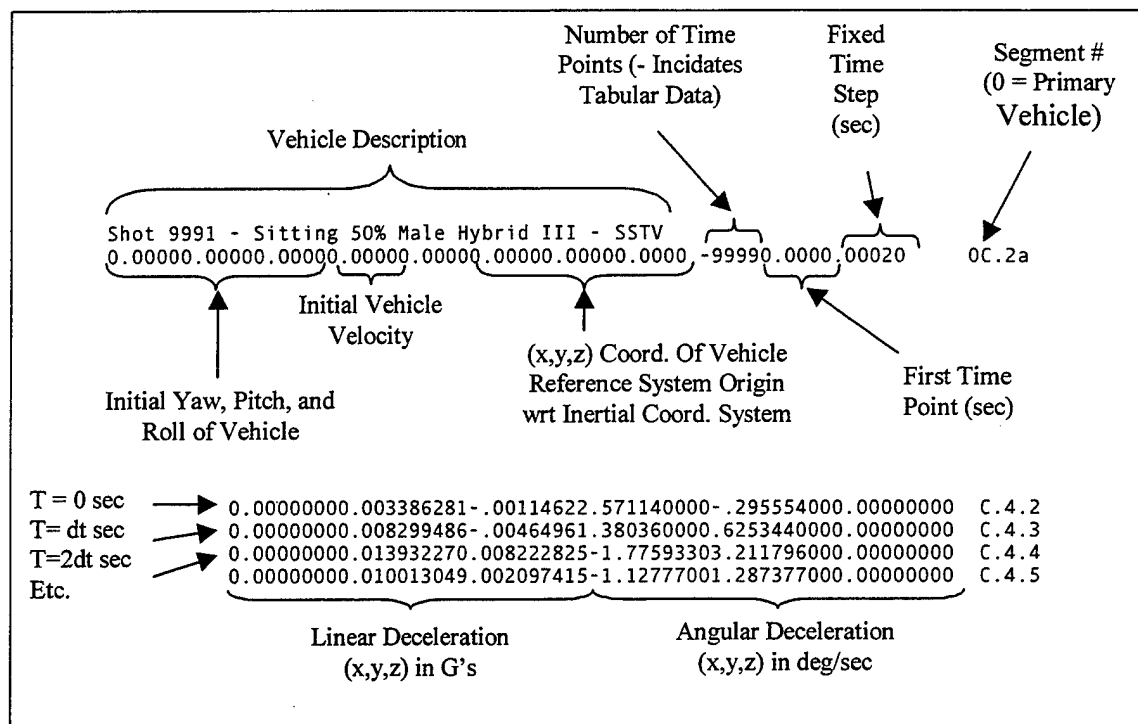 Number of Time
Points (- Incidates
Tabular Data)
Fixed
Time
Step
(sec)
Segment #
(0 = Primary
Vehicle)
Vehicle Description
Shot 9991 - Sitting 50% Male Hybrid III - SSTV
0.00000.00000.00000.00000.00000.00000.00000.0000 -99990.0000.00020 0C.2a
Initial Vehicle
Velocity
(x,y,z) Coord. Of Vehicle
Reference System Origin
wrt Inertial Coord. System
First Time
Point (sec)
Initial Yaw, Pitch, and
Roll of Vehicle
T = 0 sec
T= dt sec
T=2dt sec
Etc.
0.00000000.003386281-.00114622.571140000-.295554000.00000000 C.4.2
0.00000000.008299486-.00464961.380360000.6253440000.00000000 C.4.3
0.00000000.013932270.008222825-1.77593303.211796000.00000000 C.4.4
0.00000000.010013049.002097415-1.12777001.287377000.00000000 C.4.5
Linear Deceleration
(x,y,z) in G's
Angular Deceleration
(x,y,z) in deg/sec